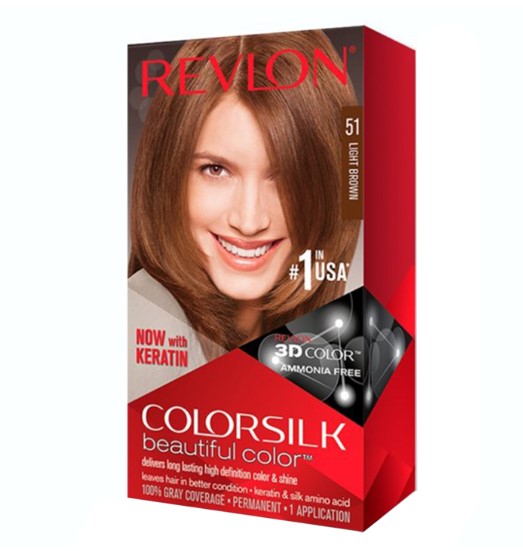 REVLON®
51 LIGHT BROWN
#1 IN USA*
NOW with
KERATIN
REVLON
3D COLOR™
AMMONIA FREE
COLORSILK
beautiful color™
delivers long lasting high definition color & shine
leaves hair in better condition • keratin & silk amino acid
100% GRAY COVERAGE • PERMANENT • 1 APPLICATION